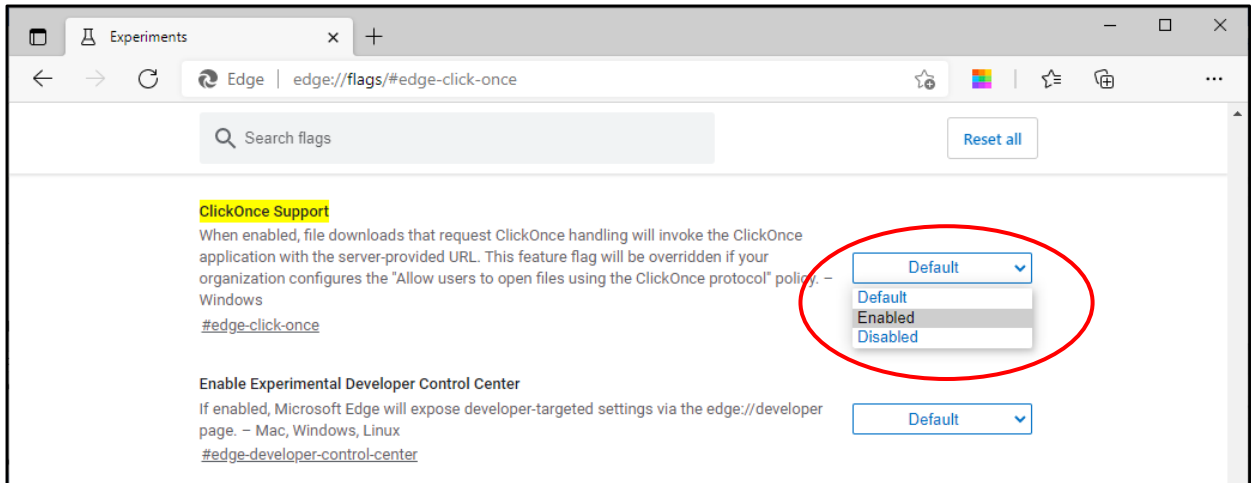 Experiments
Edge | edge://flags/#edge-click-once
Search flags
Reset all
ClickOnce Support
When enabled, file downloads that request ClickOnce handling will invoke the ClickOnce
application with the server-provided URL. This feature flag will be overridden if your
organization configures the "Allow users to open files using the ClickOnce protocol" policy. –
Windows
#edge-click-once
Default
Default
Enabled
Disabled
Enable Experimental Developer Control Center
If enabled, Microsoft Edge will expose developer-targeted settings via the edge://developer
page. – Mac, Windows, Linux
#edge-developer-control-center
Default